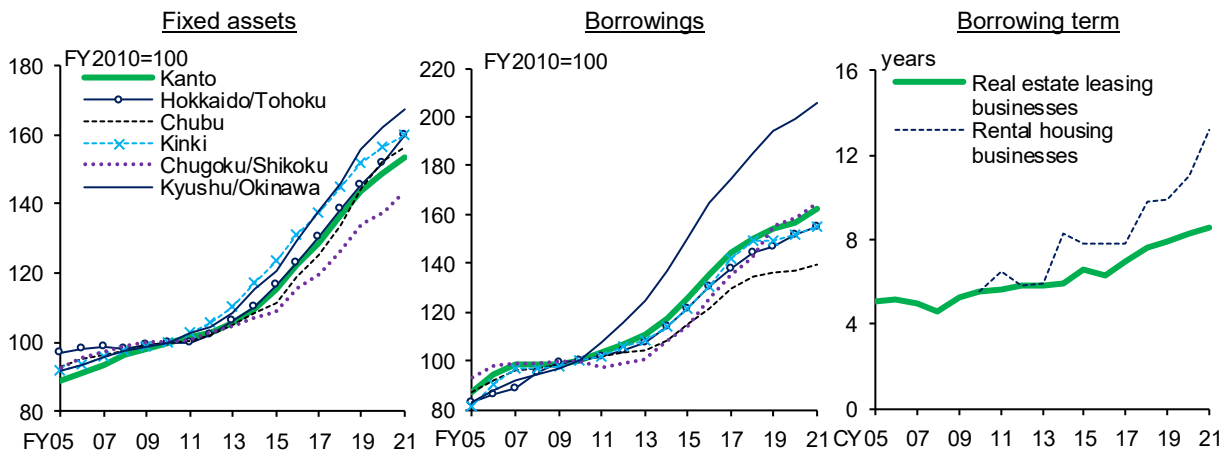 Fixed assets
FY2010=100
180
160
140
120
100
80
Kanto
Hokkaido/Tohoku
Chubu
Kinki
Chugoku/Shikoku
Kyushu/Okinawa
FY05 07 09 11 13 15 17 19 21
Borrowings
FY2010=100
220
200
180
160
140
120
100
80
FY05 07 09 11 13 15 17 19 21
Borrowing term
years
16
12
8
4
0
Real estate leasing
businesses
Rental housing
businesses
CY05 07 09 11 13 15 17 19 21